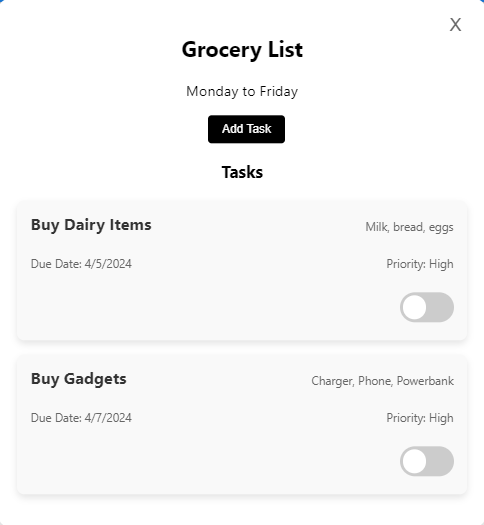 X
Grocery List
Monday to Friday
Add Task
Tasks
Buy Dairy Items
Milk, bread, eggs
Due Date: 4/5/2024
Priority: High
Buy Gadgets
Charger, Phone, Powerbank
Due Date: 4/7/2024
Priority: High